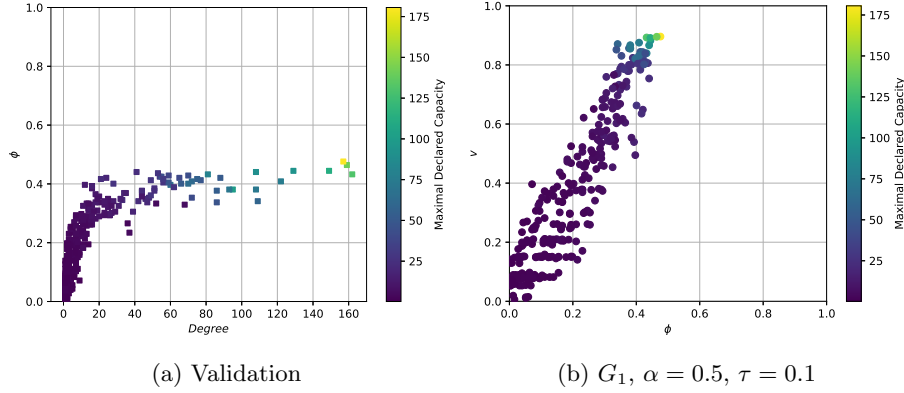 1.0
0.8
0.6
0.4
0.2
0.0
ϕ
0 20 40 60 80 100 120 140 160
Degree
175
150
125
100
75
50
25
Maximal Declared Capacity
(a) Validation
1.0
0.8
0.6
0.4
0.2
0.0
v
0.0 0.2 0.4 0.6 0.8 1.0
ϕ
175
150
125
100
75
50
25
Maximal Declared Capacity
(b) G₁, α = 0.5, τ = 0.1